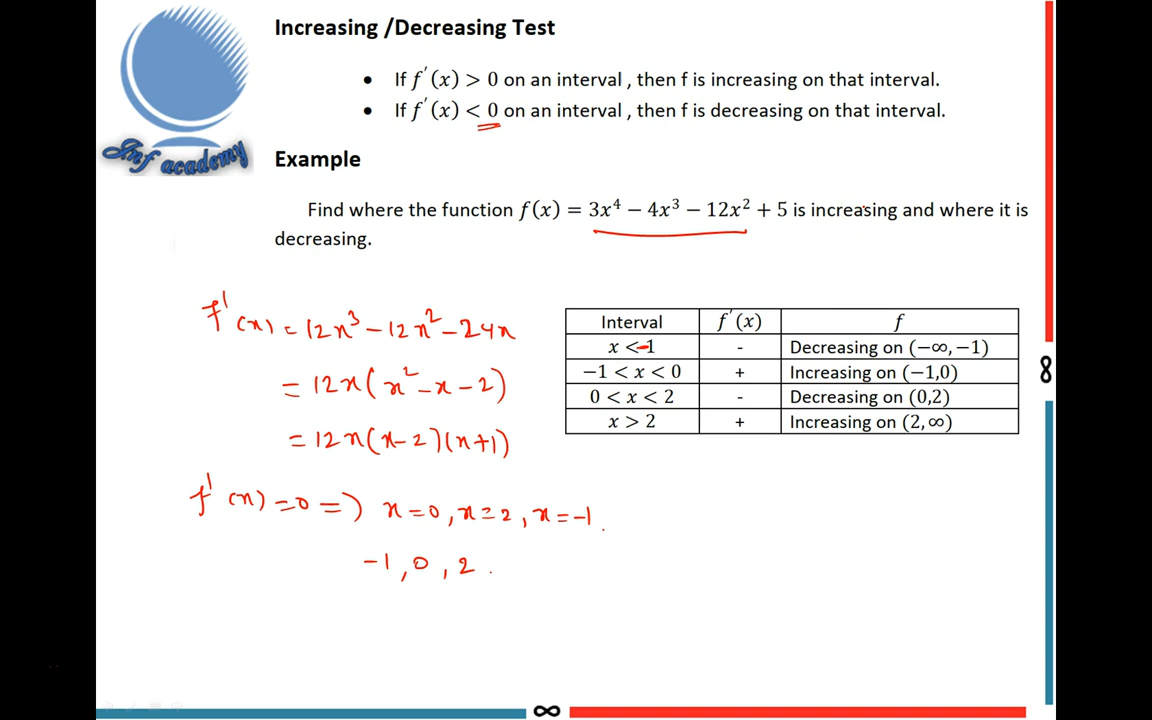 Inf academy
Increasing /Decreasing Test
• If f′(x) > 0 on an interval , then f is increasing on that interval.
• If f′(x) < 0 on an interval , then f is decreasing on that interval.
Example
Find where the function f(x) = 3x⁴ − 4x³ − 12x² + 5 is increasing and where it is
decreasing.
f'(x) = 12x³ - 12x² - 24x
= 12x(x² - x - 2)
= 12x(x-2)(x+1)
f'(x) = 0 => x=0, x=2, x=-1.
-1, 0, 2.
Interval f′(x) f
x <-1 - Decreasing on (−∞, −1)
−1 < x < 0 + Increasing on (−1,0)
0 < x < 2 - Decreasing on (0,2)
x > 2 + Increasing on (2, ∞)
8
∞